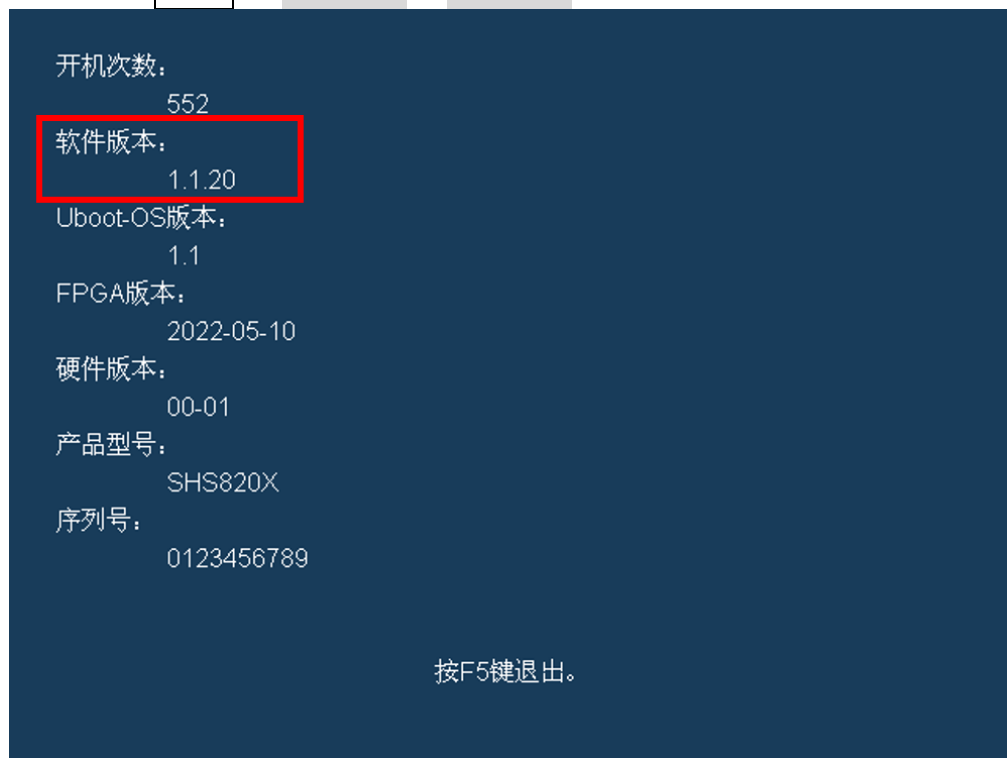 开机次数：
552
软件版本：
1.1.20
Uboot-OS版本：
1.1
FPGA版本：
2022-05-10
硬件版本：
00-01
产品型号：
SHS820X
序列号：
0123456789
按F5键退出。